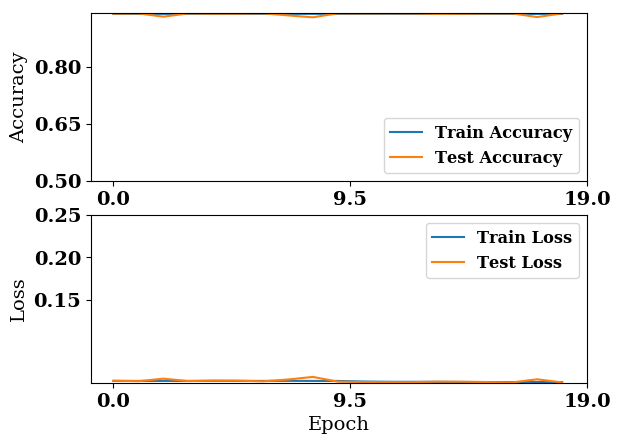 Accuracy
0.80
0.65
0.50
Train Accuracy
Test Accuracy
0.0 9.5 19.0
Loss
0.25
0.20
0.15
Train Loss
Test Loss
0.0 9.5 19.0
Epoch